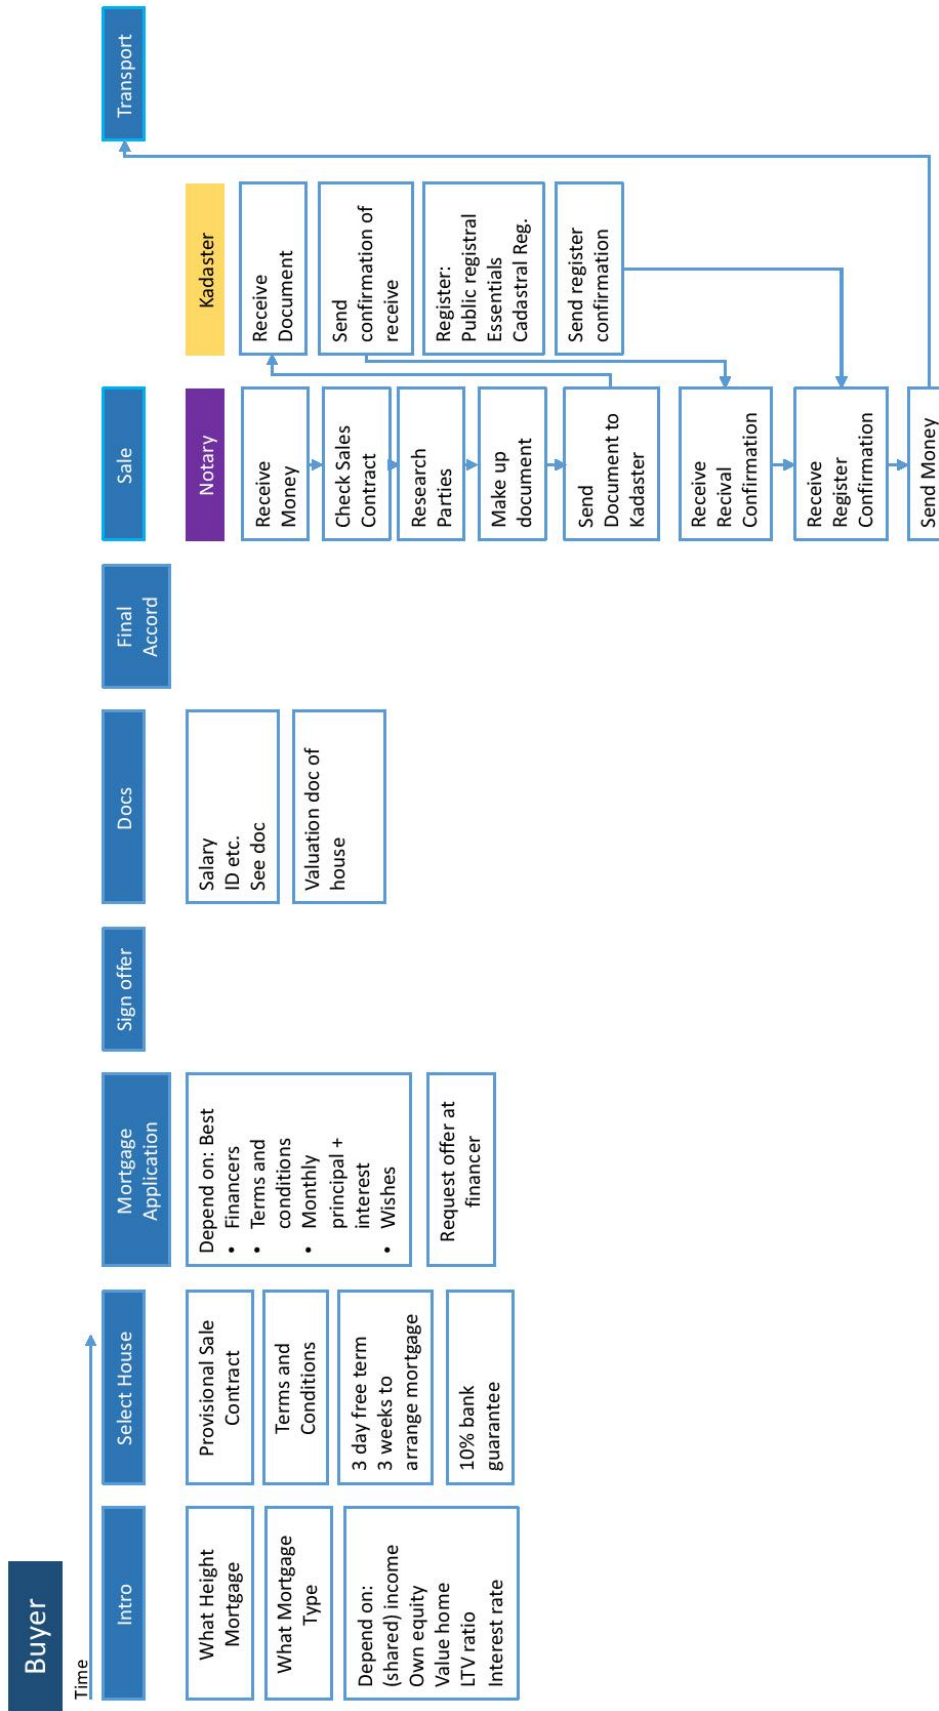 Buyer
Time
Intro
What Height
Mortgage
What Mortgage
Type
Depend on:
(shared) income
Own equity
Value home
LTV ratio
Interest rate
Select House
Provisional Sale
Contract
Terms and
Conditions
3 day free term
3 weeks to
arrange mortgage
10% bank
guarantee
Mortgage
Application
Depend on: Best
• Financers
• Terms and
conditions
• Monthly
principal +
interest
• Wishes
Request offer at
financer
Sign offer
Docs
Salary
ID etc.
See doc
Valuation doc of
house
Final
Accord
Sale
Notary
Receive
Money
Check Sales
Contract
Research
Parties
Make up
document
Send
Document to
Kadaster
Receive
Recival
Confirmation
Receive
Register
Confirmation
Send Money
Kadaster
Receive
Document
Send
confirmation of
receive
Register:
Public registral
Essentials
Cadastral Reg.
Send register
confirmation
Transport